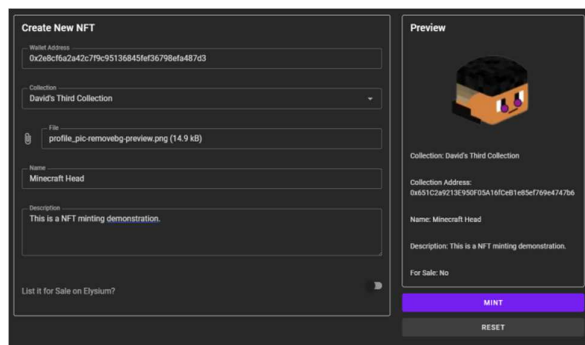 Create New NFT
Wallet Address
0x2e8cf6a2a42c7f9c95136845fef36798efa487d3
Collection
David's Third Collection
File
profile_pic-removebg-preview.png (14.9 kB)
Name
Minecraft Head
Description
This is a NFT minting demonstration.
List it for Sale on Elysium?
Preview
Collection: David's Third Collection
Collection Address:
0x651C2a9213E950F05A16fCeB1e85ef769e4747b6
Name: Minecraft Head
Description: This is a NFT minting demonstration.
For Sale: No
MINT
RESET